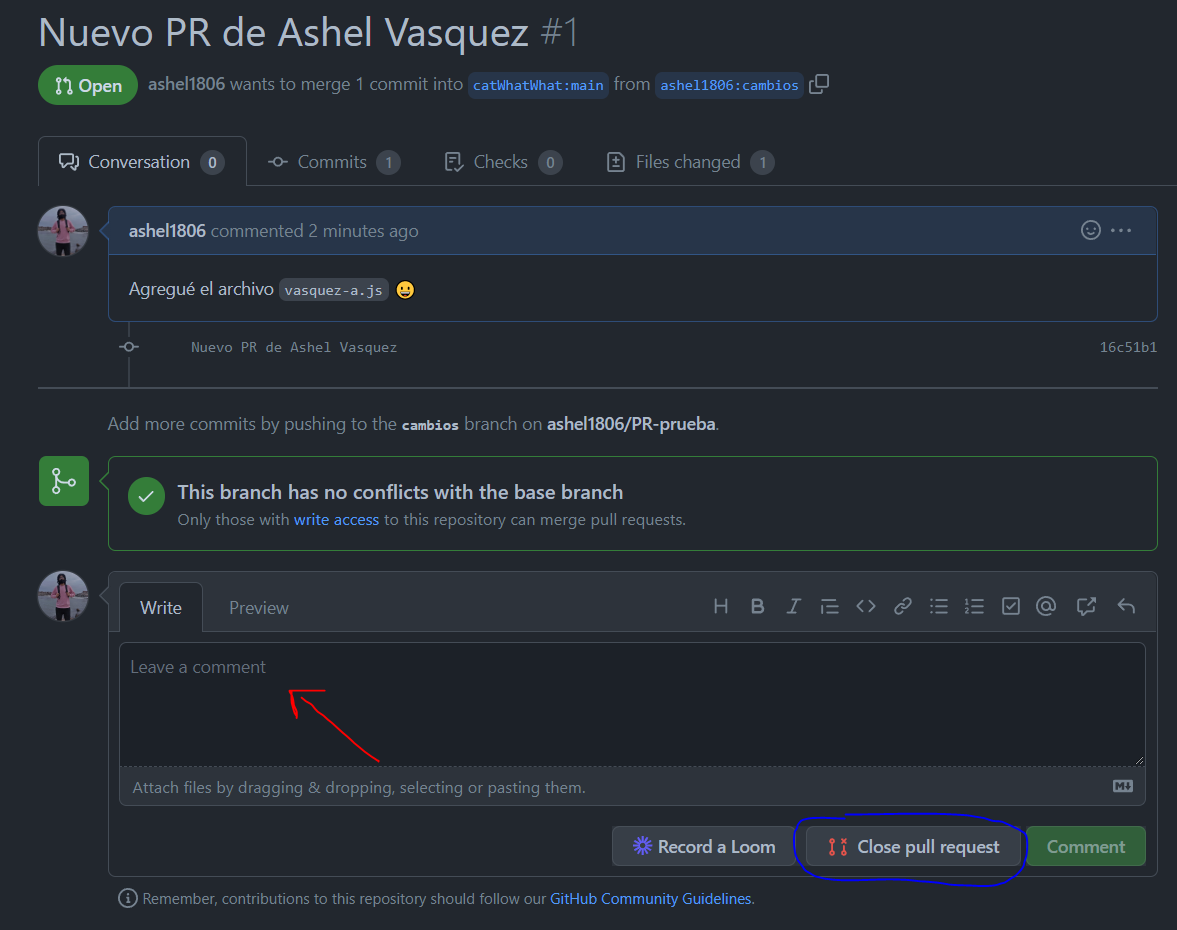 Nuevo PR de Ashel Vasquez #1
Open ashel1806 wants to merge 1 commit into catWhatWhat:main from ashel1806:cambios
Conversation 0 Commits 1 Checks 0 Files changed 1
ashel1806 commented 2 minutes ago
Agregué el archivo vasquez-a.js 😀
Nuevo PR de Ashel Vasquez 16c51b1
Add more commits by pushing to the cambios branch on ashel1806/PR-prueba.
This branch has no conflicts with the base branch
Only those with write access to this repository can merge pull requests.
Write Preview
Leave a comment
Attach files by dragging & dropping, selecting or pasting them.
Record a Loom Close pull request Comment
Remember, contributions to this repository should follow our GitHub Community Guidelines.